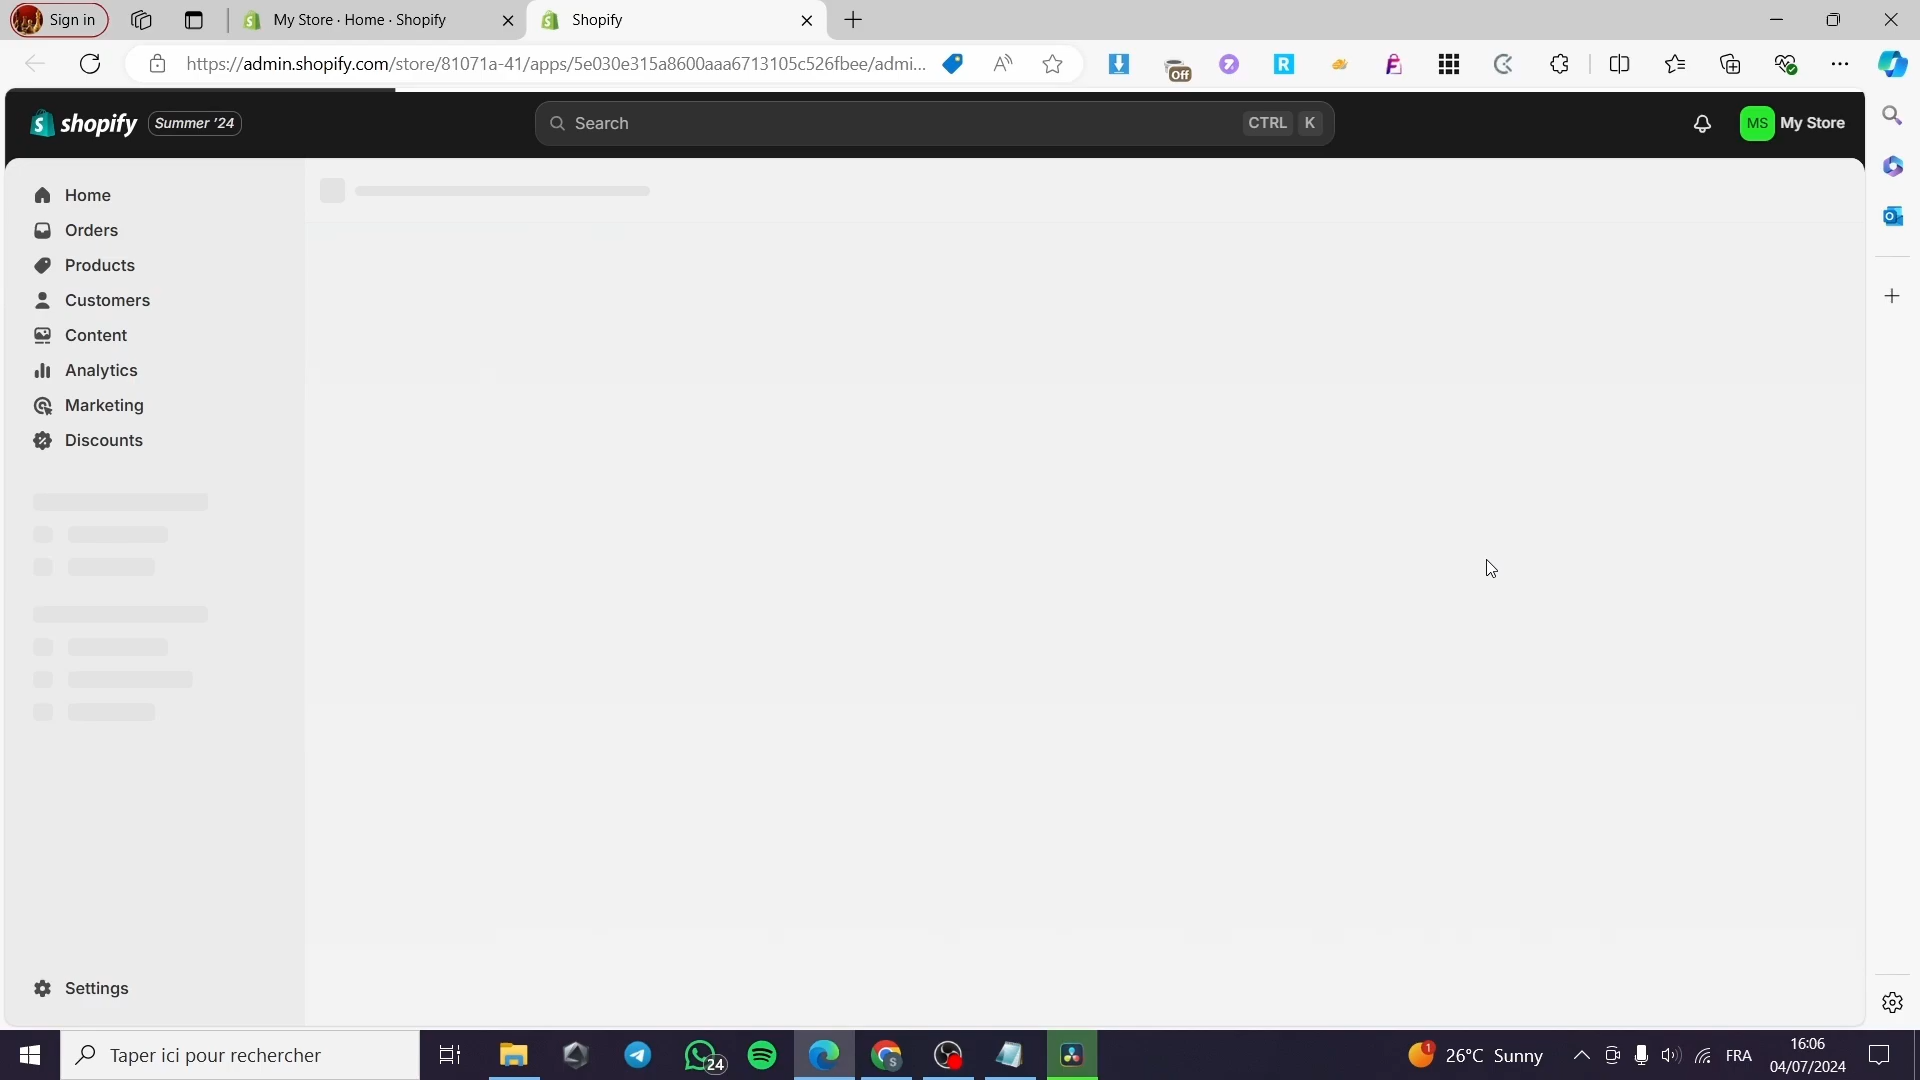 Sign in
My Store · Home · Shopify
Shopify
https://admin.shopify.com/store/81071a-41/apps/5e030e315a8600aaa6713105c526fbee/admi...
Off
shopify
Summer '24
Search
CTRL K
MS My Store
Home
Orders
Products
Customers
Content
Analytics
Marketing
Discounts
Settings
Taper ici pour rechercher
24
1
26°C Sunny
FRA
16:06
04/07/2024